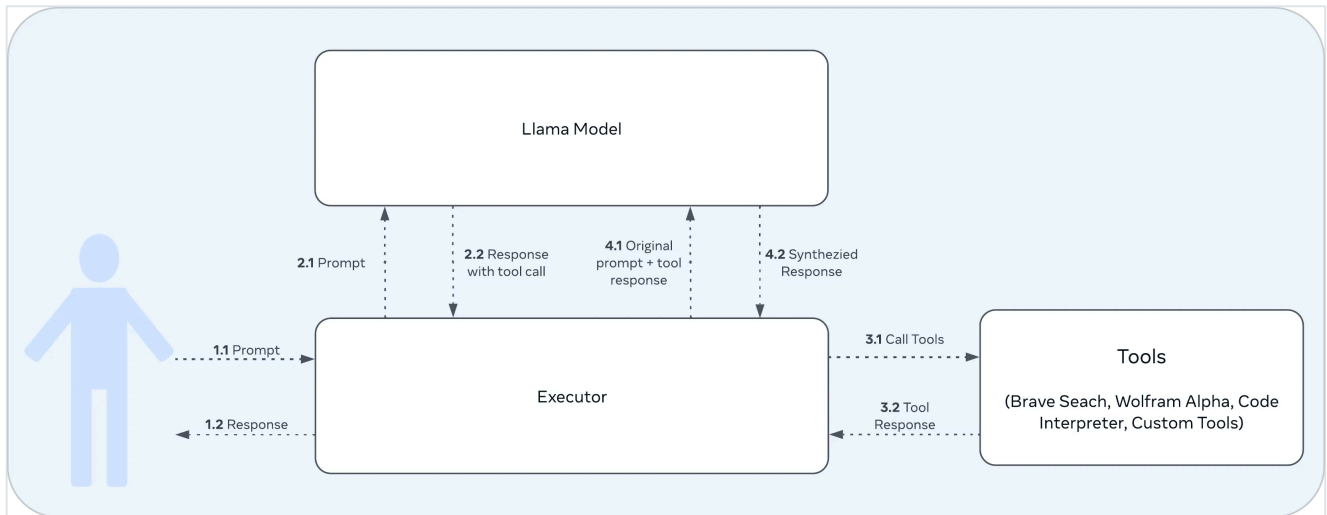 Llama Model
2.1 Prompt
2.2 Response
with tool call
4.1 Original
prompt + tool
response
4.2 Synthezied
Response
1.1 Prompt
1.2 Response
Executor
3.1 Call Tools
3.2 Tool
Response
Tools
(Brave Seach, Wolfram Alpha, Code
Interpreter, Custom Tools)